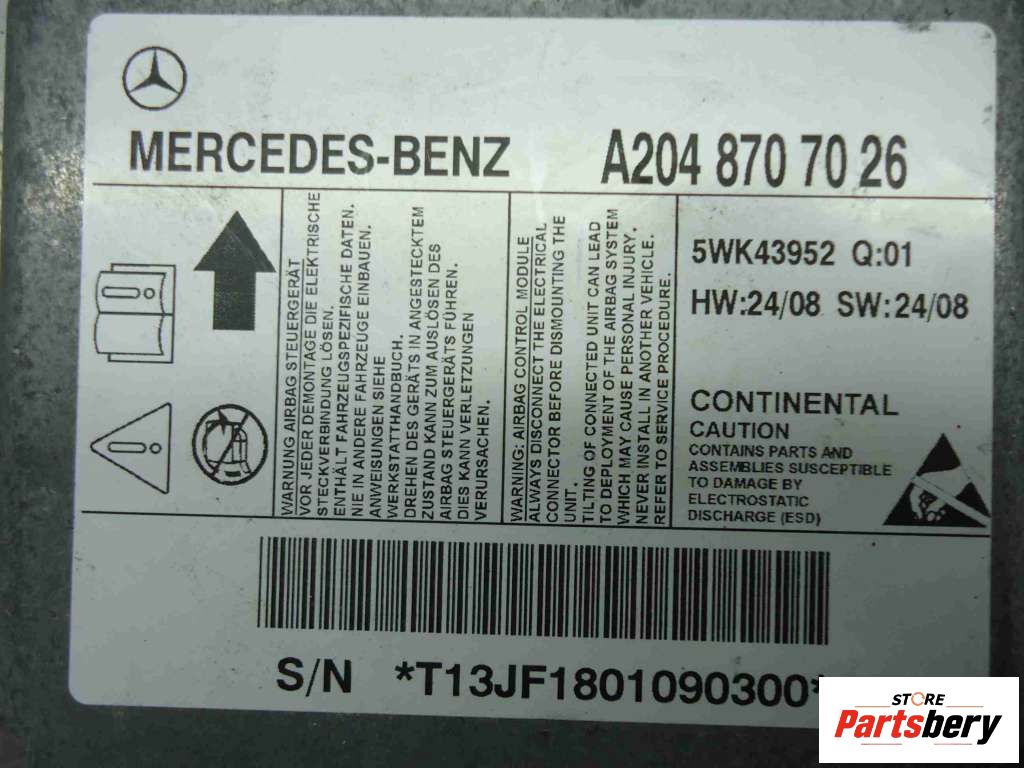 MERCEDES-BENZ A204 870 70 26
WARNUNG AIRBAG STEUERGERÄT
VOR JEDER DEMONTAGE DIE ELEKTRISCHE
STECKVERBINDUNG LÖSEN.
ENTHÄLT FAHRZEUGSPEZIFISCHE DATEN.
NIE IN ANDERE FAHRZEUGE EINBAUEN.
ANWEISUNGEN SIEHE
WERKSTATTHANDBUCH.
DREHEN DES GERÄTS IN ANGESTECKTEM
ZUSTAND KANN ZUM AUSLÖSEN DES
AIRBAG STEUERGERÄTS FÜHREN.
DIES KANN VERLETZUNGEN
VERURSACHEN.
WARNING: AIRBAG CONTROL MODULE
ALWAYS DISCONNECT THE ELECTRICAL
CONNECTOR BEFORE DISMOUNTING THE
UNIT.
TILTING OF CONNECTED UNIT CAN LEAD
TO DEPLOYMENT OF THE AIRBAG SYSTEM
WHICH MAY CAUSE PERSONAL INJURY.
NEVER INSTALL IN ANOTHER VEHICLE.
REFER TO SERVICE PROCEDURE.
5WK43952 Q:01
HW:24/08 SW:24/08
CONTINENTAL
CAUTION
CONTAINS PARTS AND
ASSEMBLIES SUSCEPTIBLE
TO DAMAGE BY
ELECTROSTATIC
DISCHARGE (ESD)
S/N *T13JF1801090300*
STORE
Partsbery